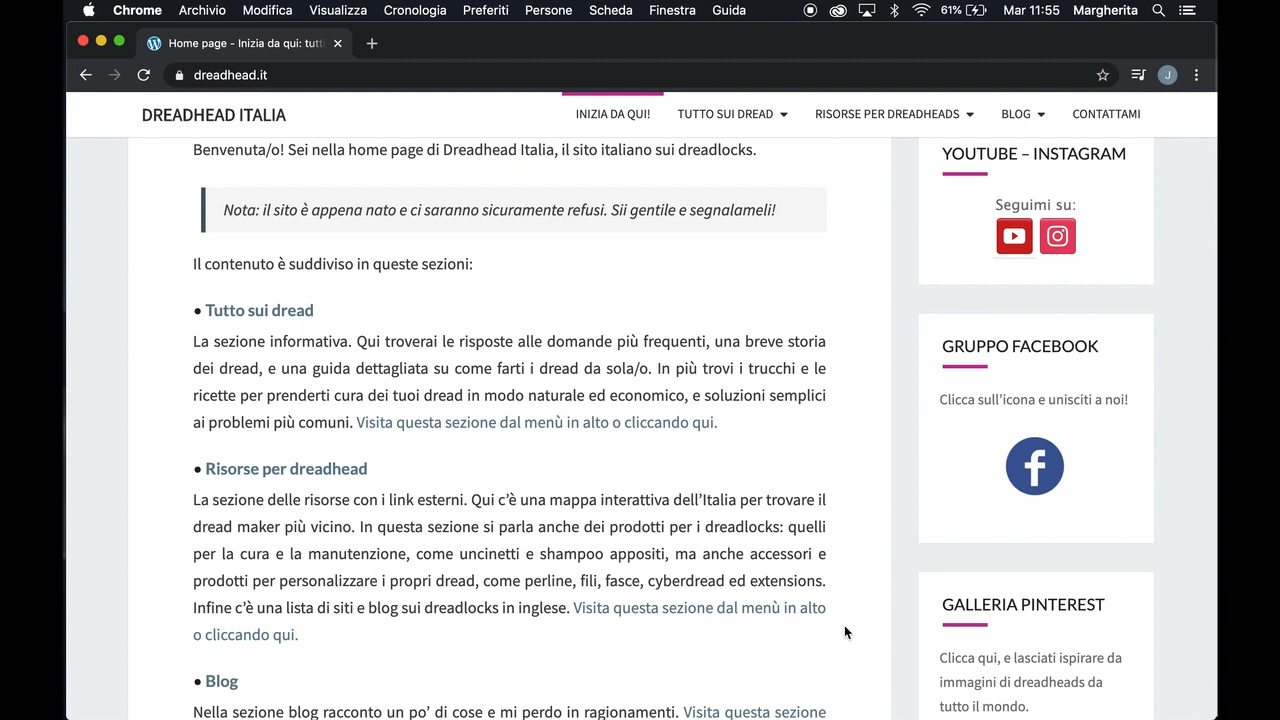 Chrome Archivio Modifica Visualizza Cronologia Preferiti Persone Scheda Finestra Guida 61% Mar 11:55 Margherita
Home page - Inizia da qui: tutti
dreadhead.it
J
DREADHEAD ITALIA INIZIA DA QUI! TUTTO SUI DREAD RISORSE PER DREADHEADS BLOG CONTATTAMI
Benvenuta/o! Sei nella home page di Dreadhead Italia, il sito italiano sui dreadlocks.
Nota: il sito è appena nato e ci saranno sicuramente refusi. Sii gentile e segnalameli!
Il contenuto è suddiviso in queste sezioni:
• Tutto sui dread
La sezione informativa. Qui troverai le risposte alle domande più frequenti, una breve storia
dei dread, e una guida dettagliata su come farti i dread da sola/o. In più trovi i trucchi e le
ricette per prenderti cura dei tuoi dread in modo naturale ed economico, e soluzioni semplici
ai problemi più comuni. Visita questa sezione dal menù in alto o cliccando qui.
• Risorse per dreadhead
La sezione delle risorse con i link esterni. Qui c’è una mappa interattiva dell’Italia per trovare il
dread maker più vicino. In questa sezione si parla anche dei prodotti per i dreadlocks: quelli
per la cura e la manutenzione, come uncinetti e shampoo appositi, ma anche accessori e
prodotti per personalizzare i propri dread, come perline, fili, fasce, cyberdread ed extensions.
Infine c’è una lista di siti e blog sui dreadlocks in inglese. Visita questa sezione dal menù in alto
o cliccando qui.
• Blog
Nella sezione blog racconto un po’ di cose e mi perdo in ragionamenti. Visita questa sezione
YOUTUBE – INSTAGRAM
Seguimi su:
GRUPPO FACEBOOK
Clicca sull’icona e unisciti a noi!
f
GALLERIA PINTEREST
Clicca qui, e lasciati ispirare da
immagini di dreadheads da
tutto il mondo.